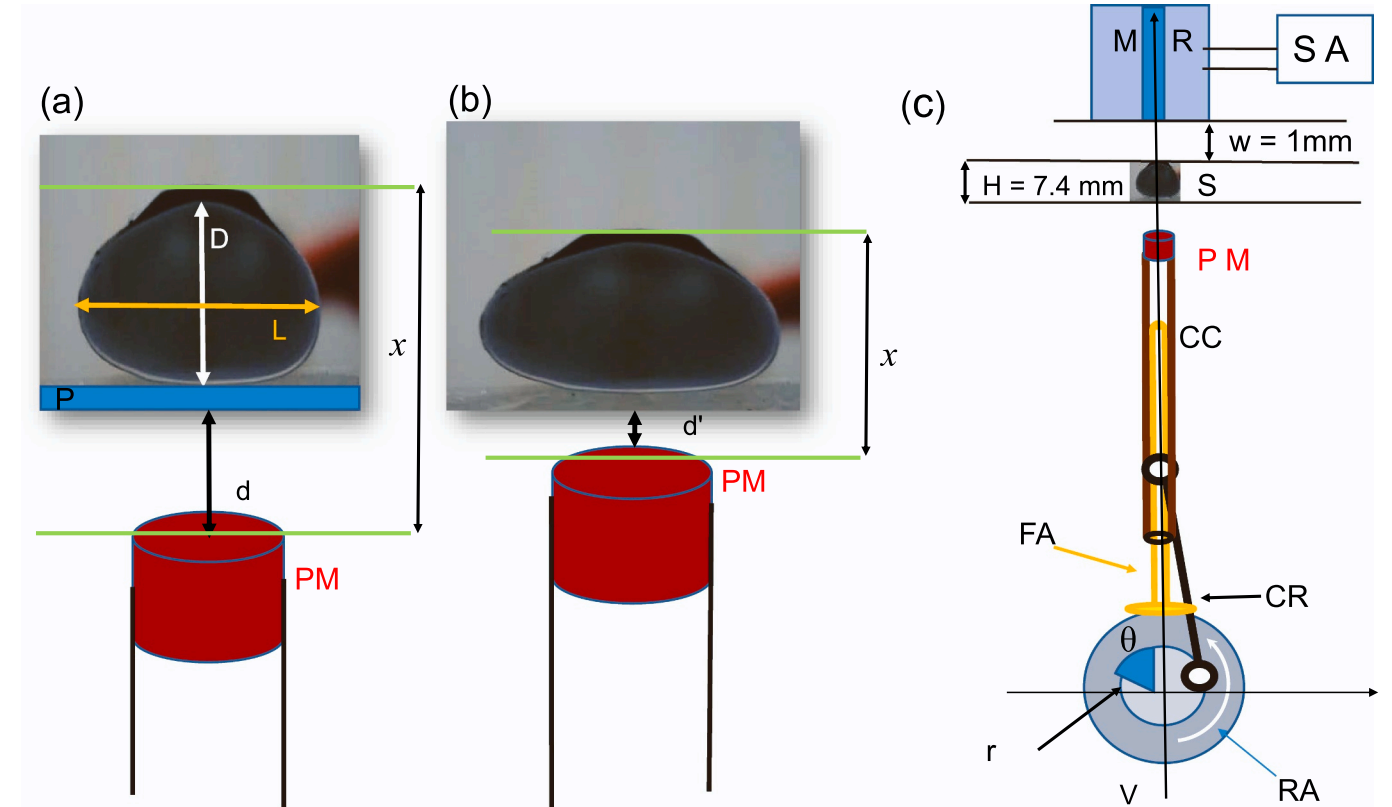 (a)
D
L
P
x
d
PM
(b)
x
d'
PM
(c)
M R
S A
w = 1mm
H = 7.4 mm
S
P M
CC
FA
CR
θ
r
V
RA